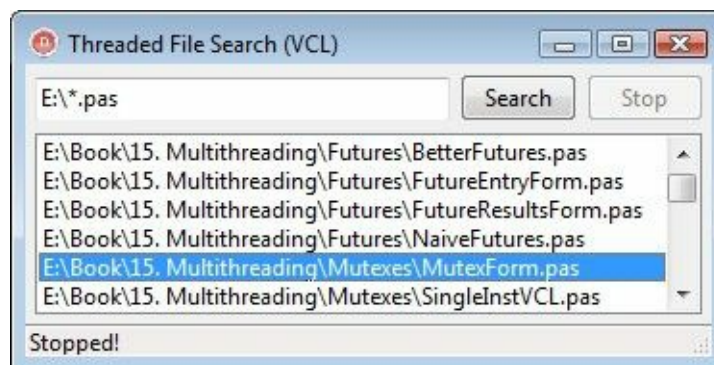 Threaded File Search (VCL)
E:\*.pas Search Stop
E:\Book\15. Multithreading\Futures\BetterFutures.pas
E:\Book\15. Multithreading\Futures\FutureEntryForm.pas
E:\Book\15. Multithreading\Futures\FutureResultsForm.pas
E:\Book\15. Multithreading\Futures\NaiveFutures.pas
E:\Book\15. Multithreading\Mutexes\MutexForm.pas
E:\Book\15. Multithreading\Mutexes\SingleInstVCL.pas
Stopped!